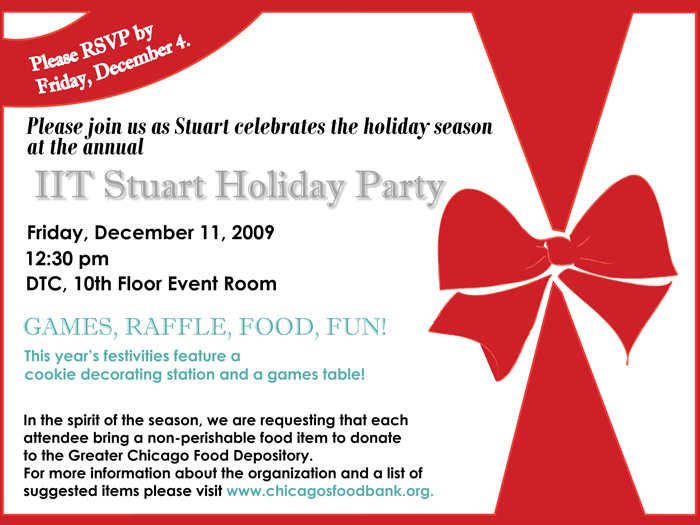 Please RSVP by
Friday, December 4.
Please join us as Stuart celebrates the holiday season
at the annual
IIT Stuart Holiday Party
Friday, December 11, 2009
12:30 pm
DTC, 10th Floor Event Room
GAMES, RAFFLE, FOOD, FUN!
This year's festivities feature a
cookie decorating station and a games table!
In the spirit of the season, we are requesting that each
attendee bring a non-perishable food item to donate
to the Greater Chicago Food Depository.
For more information about the organization and a list of
suggested items please visit www.chicagosfoodbank.org.